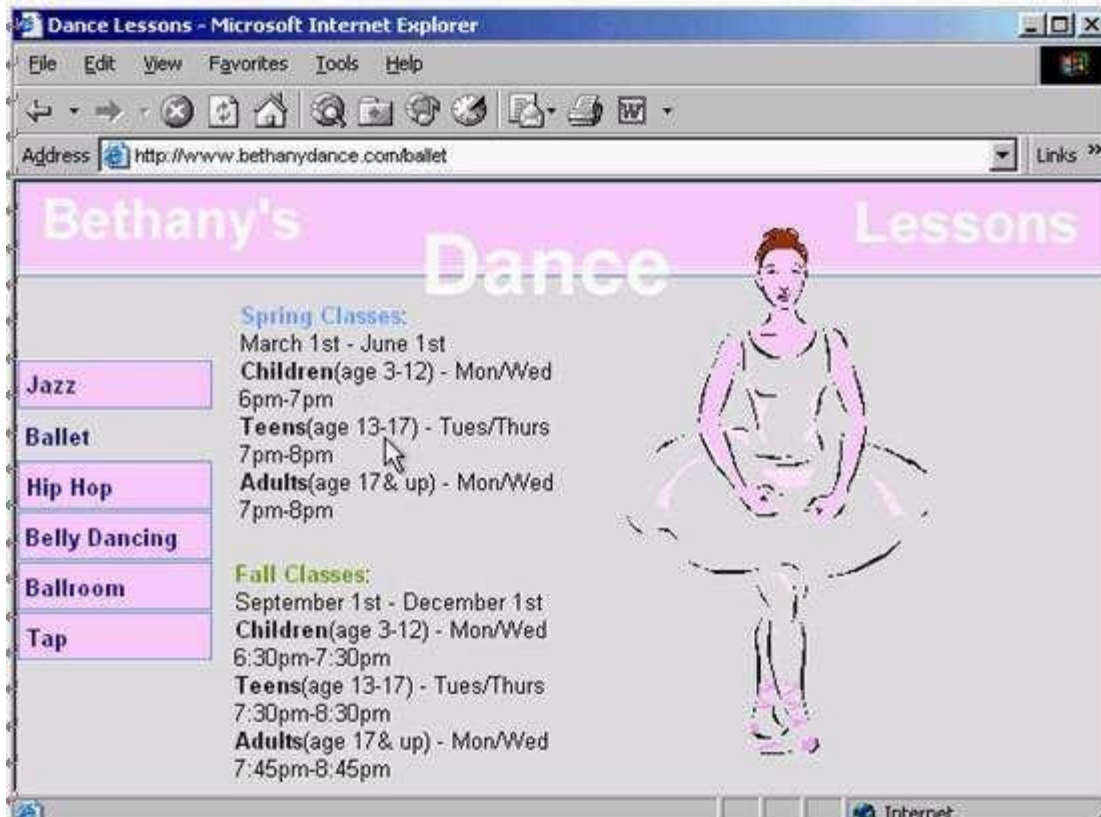 Dance Lessons - Microsoft Internet Explorer
File Edit View Favorites Tools Help
Address http://www.bethanydance.com/ballet Links »
Bethany's Dance Lessons
Spring Classes:
March 1st - June 1st
Children(age 3-12) - Mon/Wed
6pm-7pm
Teens(age 13-17) - Tues/Thurs
7pm-8pm
Adults(age 17& up) - Mon/Wed
7pm-8pm
Fall Classes:
September 1st - December 1st
Children(age 3-12) - Mon/Wed
6:30pm-7:30pm
Teens(age 13-17) - Tues/Thurs
7:30pm-8:30pm
Adults(age 17& up) - Mon/Wed
7:45pm-8:45pm
Jazz
Ballet
Hip Hop
Belly Dancing
Ballroom
Tap
Internet